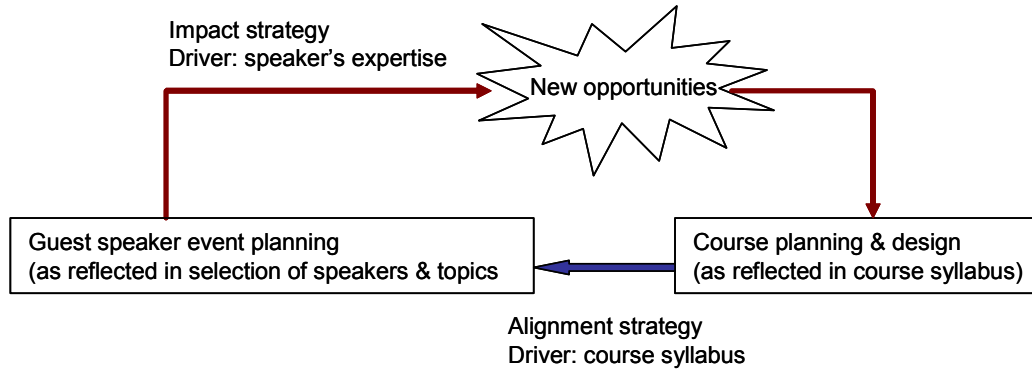 Impact strategy
Driver: speaker's expertise
New opportunities
Guest speaker event planning
(as reflected in selection of speakers & topics
Course planning & design
(as reflected in course syllabus)
Alignment strategy
Driver: course syllabus